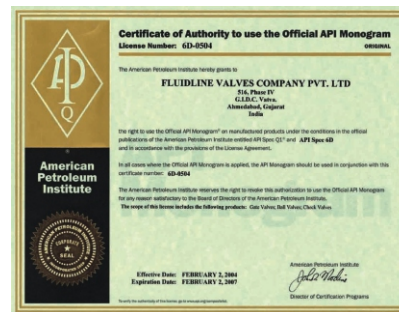 Certificate of Authority to use the Official API Monogram
License Number: 6D-0504
ORIGINAL
The American Petroleum Institute hereby grants to
FLUIDLINE VALVES COMPANY PVT. LTD
516, Phase IV
G.I.D.C. Vatva,
Ahmedabad, Gujarat
India
the right to use the Official API Monogram® on manufactured products under the conditions in the official
publications of the American Petroleum Institute entitled API Spec Q1® and API Spec 6D
and in accordance with the provisions of the License Agreement.
In all cases where the Official API Monogram is applied, the API Monogram should be used in conjunction with this
certificate number: 6D-0504
The American Petroleum Institute reserves the right to revoke this authorization to use the Official API Monogram
for any reason satisfactory to the Board of Directors of the American Petroleum Institute.
The scope of this license includes the following products: Gate Valves, Ball Valves, Check Valves
Effective Date: FEBRUARY 2, 2004
Expiration Date: FEBRUARY 2, 2007
American Petroleum Institute
Director of Certification Programs
API
Q
American
Petroleum
Institute
AMERICAN PETROLEUM INSTITUTE
CORPORATE
SEAL